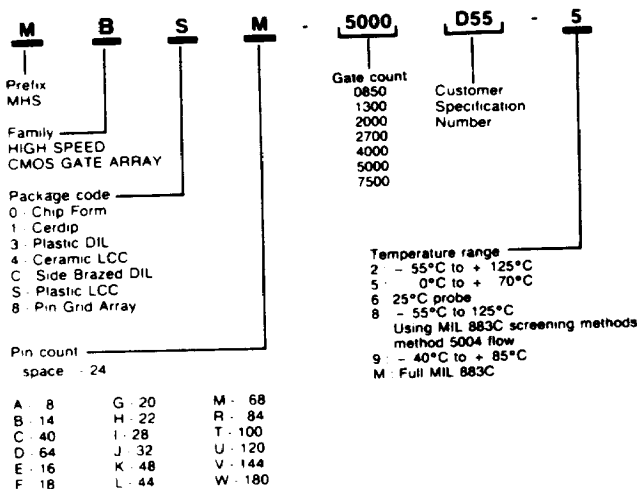 M B S M - 5000 D55 - 5
Prefix
MHS
Family
HIGH SPEED
CMOS GATE ARRAY
Package code
0 · Chip Form
1 · Cerdip
3 · Plastic DIL
4 · Ceramic LCC
C Side Brazed DIL
S · Plastic LCC
8 · Pin Grid Array
Pin count
space · 24
A · 8
B · 14
C · 40
D · 64
E · 16
F 18
G · 20
H · 22
I · 28
J · 32
K · 48
L · 44
M · 68
R · 84
T · 100
U · 120
V · 144
W · 180
Gate count
0850
1300
2000
2700
4000
5000
7500
Customer
Specification
Number
Temperature range
2 : - 55°C to + 125°C
5 : 0°C to + 70°C
6 25°C probe
8 - 55°C to 125°C
Using MIL 883C screening methods
method 5004 flow
9 : - 40°C to + 85°C
M : Full MIL 883C